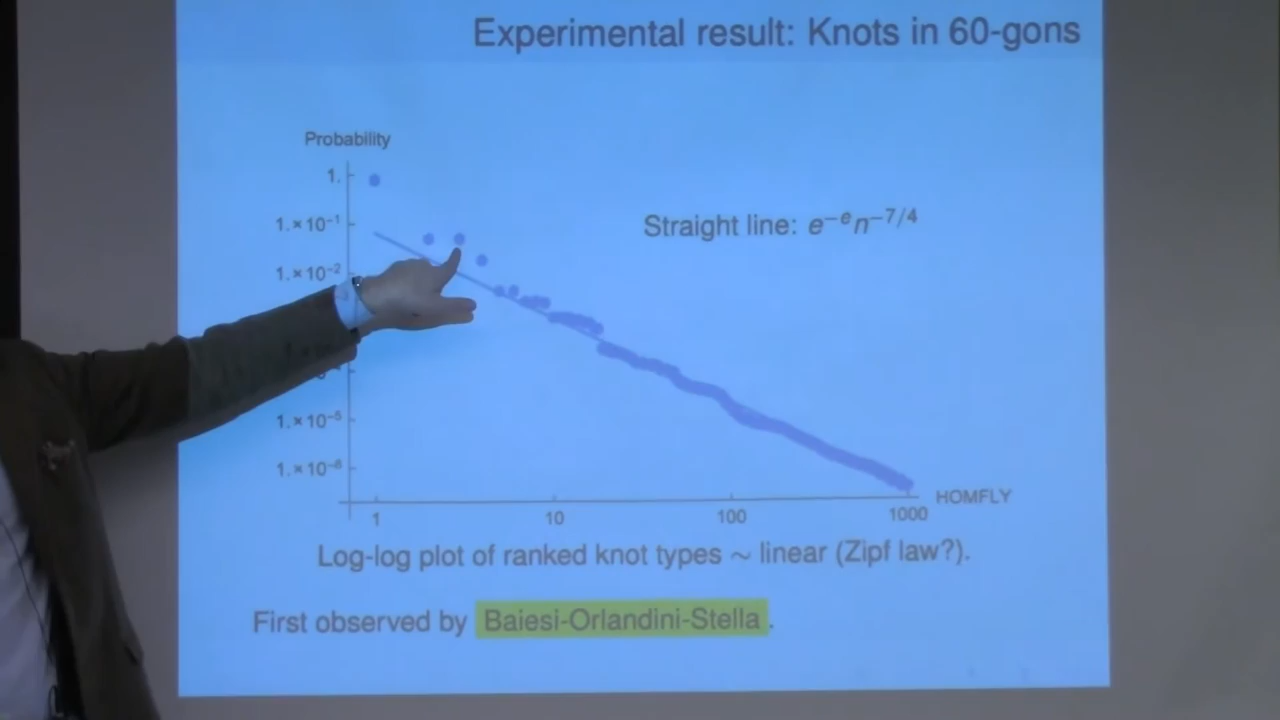 Experimental result: Knots in 60-gons
Probability
1.
1.×10⁻¹
Straight line: e⁻ᵉn⁻⁷/⁴
1.×10⁻²
1.×10⁻⁵
1.×10⁻⁶
HOMFLY
1 10 100 1000
Log-log plot of ranked knot types ~ linear (Zipf law?).
First observed by Baiesi-Orlandini-Stella.